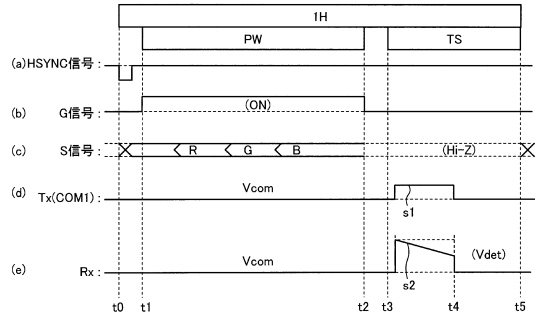 1H
PW TS
(a)HSYNC信号 :
(b) G信号 : (ON)
(c) S信号 : R G B (Hi-Z)
(d) Tx(COM1) : Vcom s1
(e) Rx : Vcom s2 (Vdet)
t0 t1 t2 t3 t4 t5